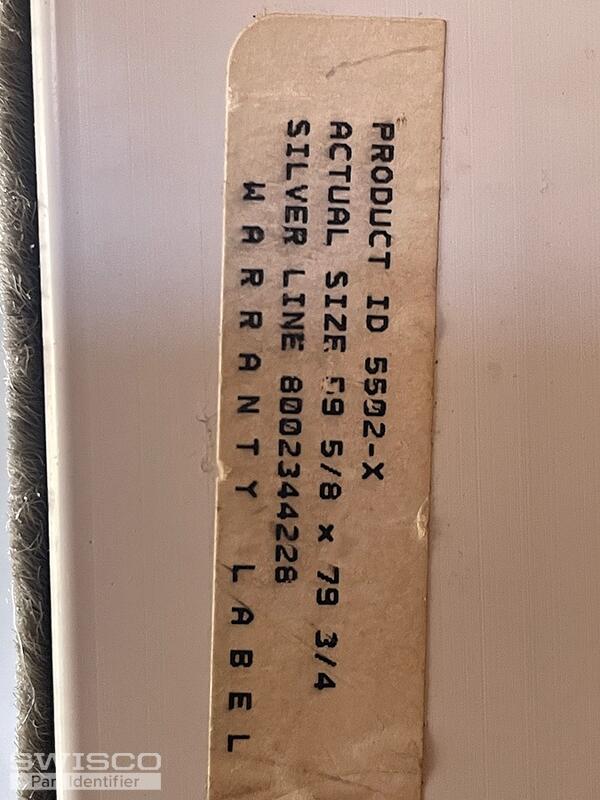 PRODUCT ID 5502-X
ACTUAL SIZE 59 5/8 x 79 3/4
SILVER LINE 8002344228
WARRANTY LABEL
SWISCO
Part Identifier